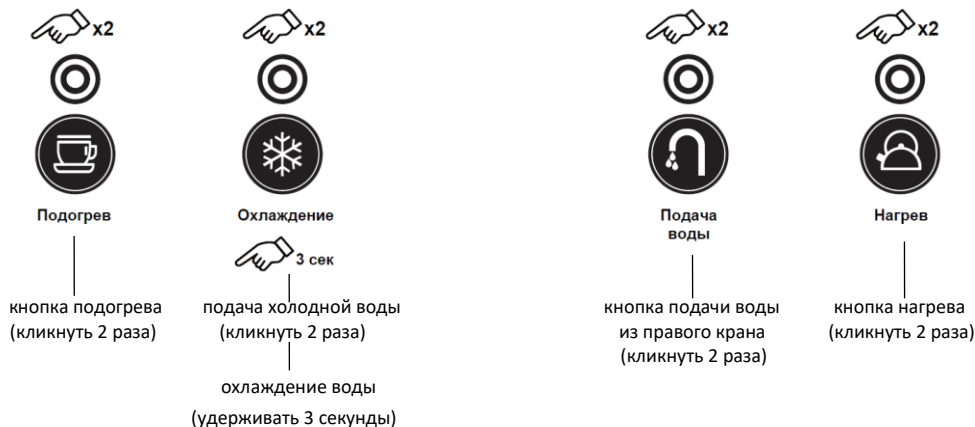 x2
x2
x2
x2
Подогрев
Охлаждение
Подача
воды
Нагрев
3 сек
кнопка подогрева
(кликнуть 2 раза)
подача холодной воды
(кликнуть 2 раза)
охлаждение воды
(удерживать 3 секунды)
кнопка подачи воды
из правого крана
(кликнуть 2 раза)
кнопка нагрева
(кликнуть 2 раза)